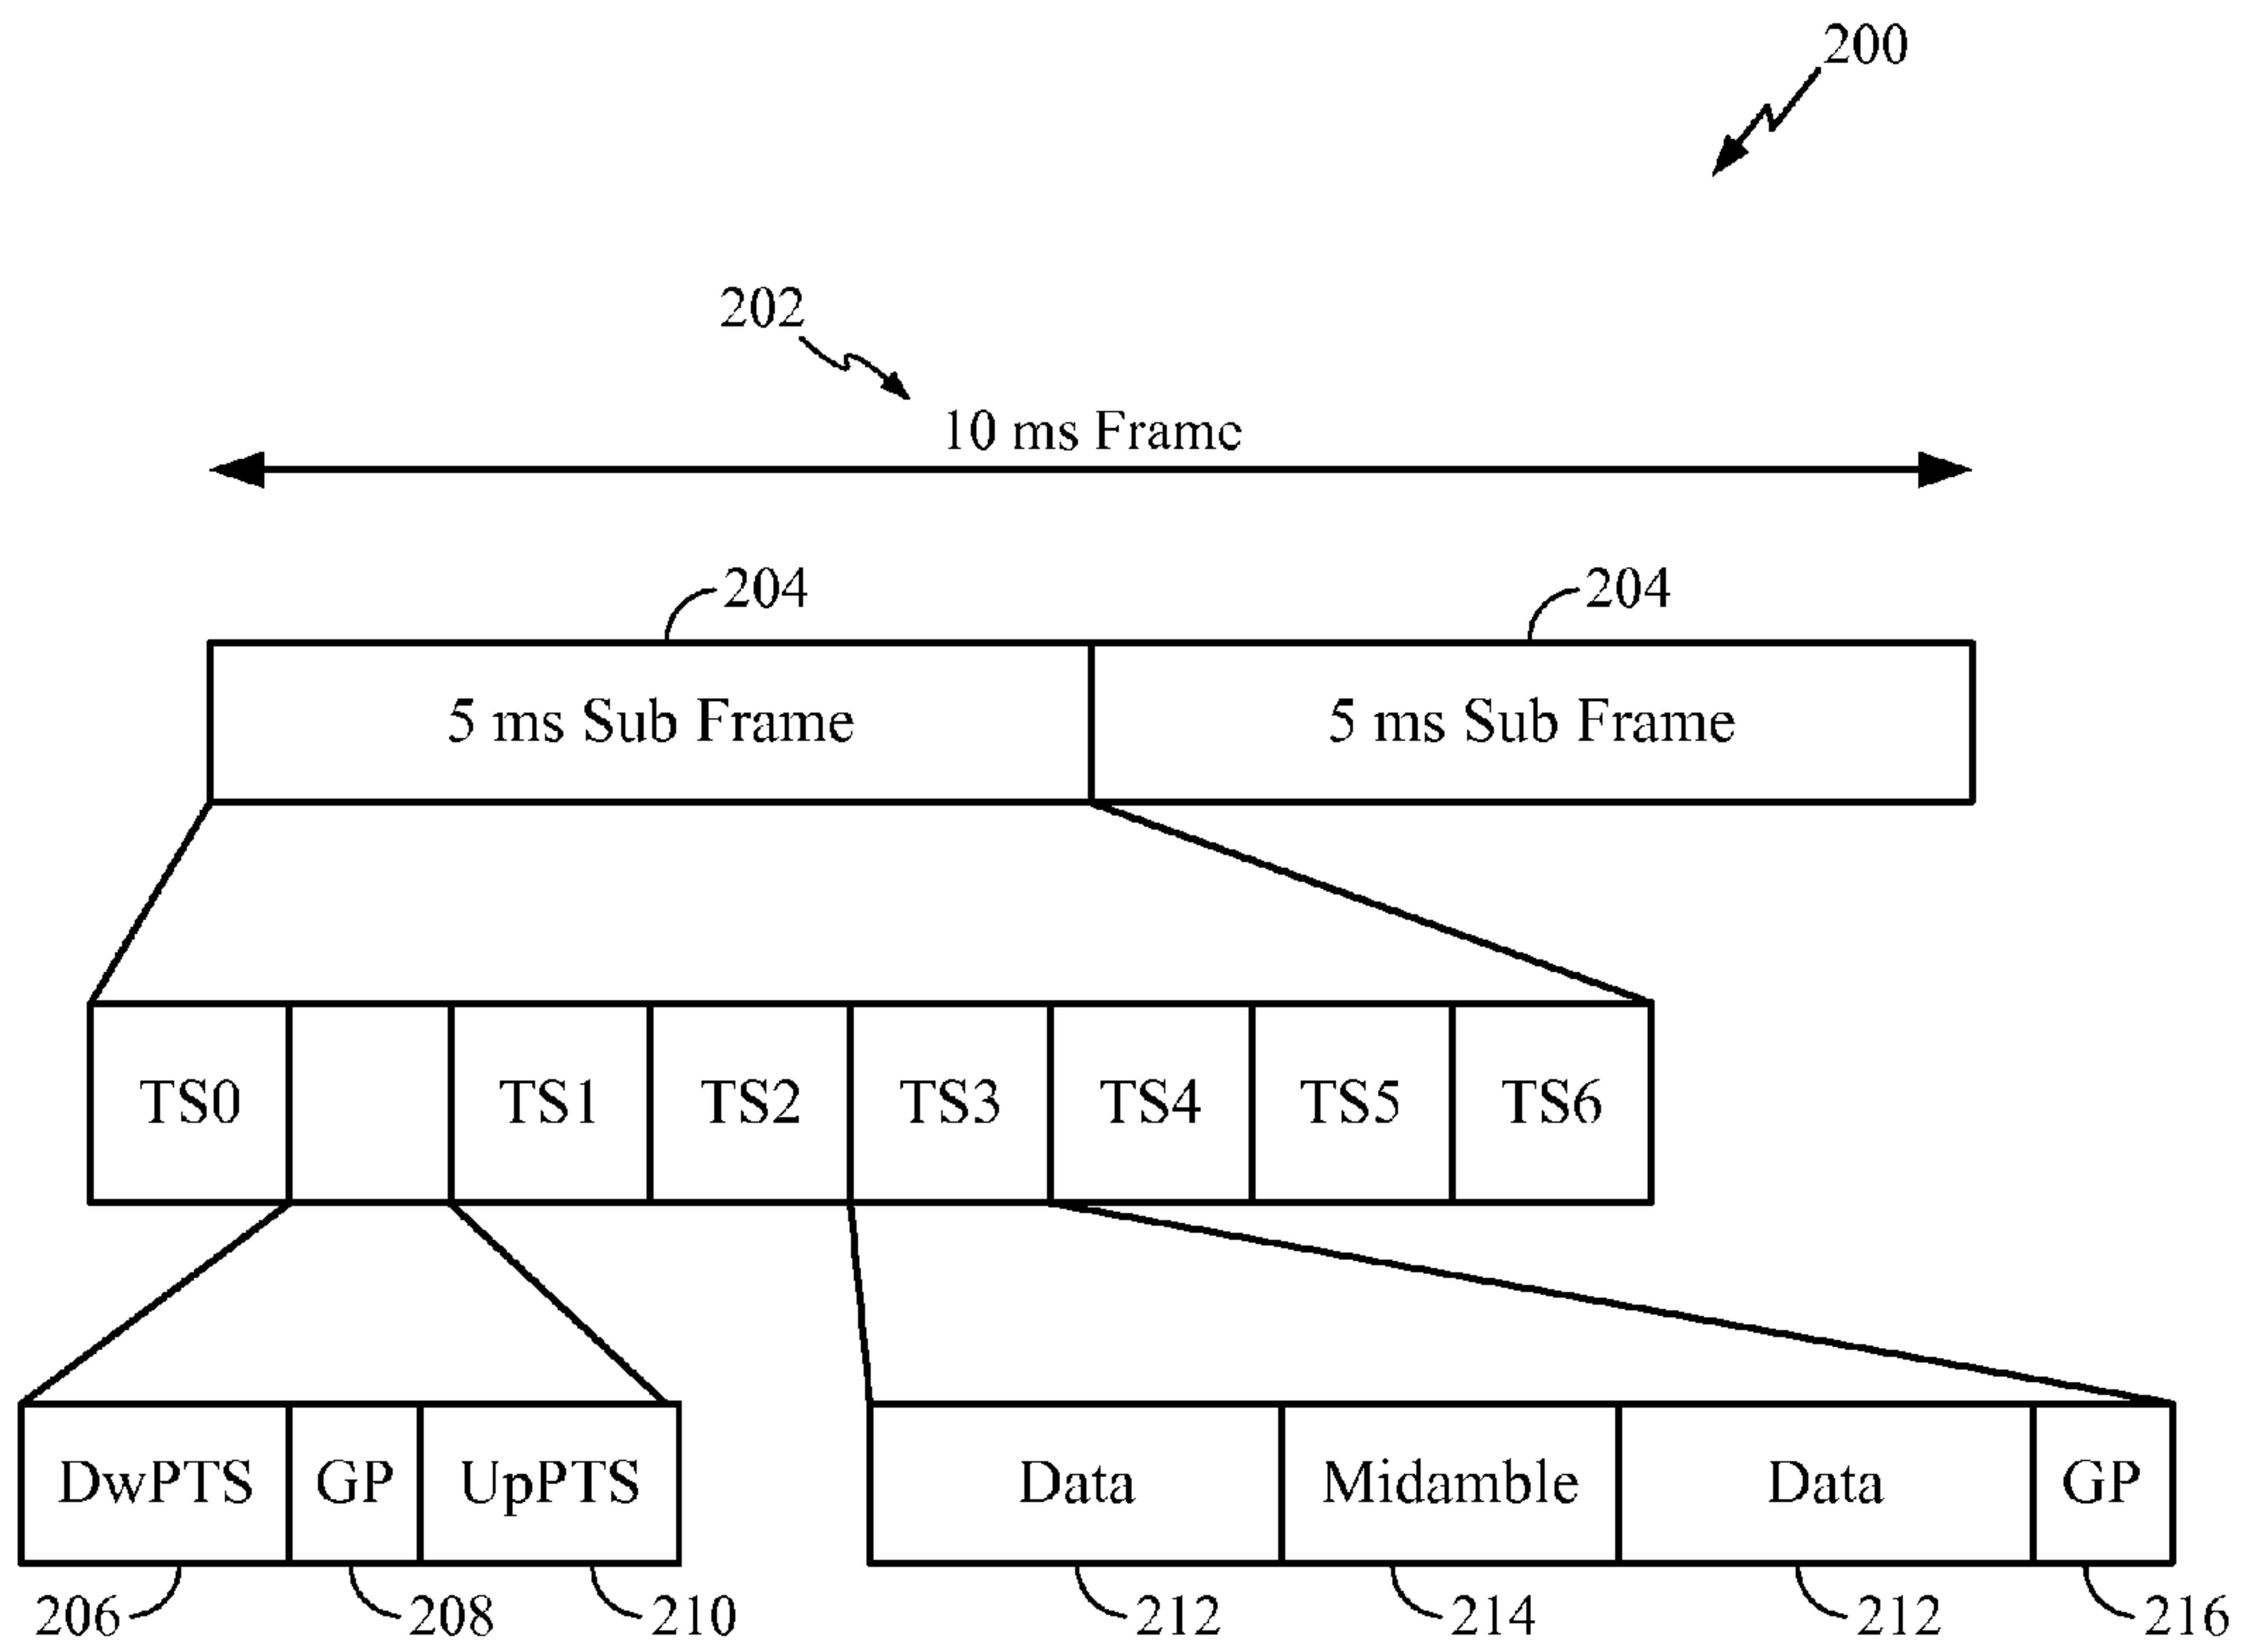 200
202
10 ms Frame
204 204
5 ms Sub Frame 5 ms Sub Frame
TS0 TS1 TS2 TS3 TS4 TS5 TS6
DwPTS GP UpPTS Data Midamble Data GP
206 208 210 212 214 212 216